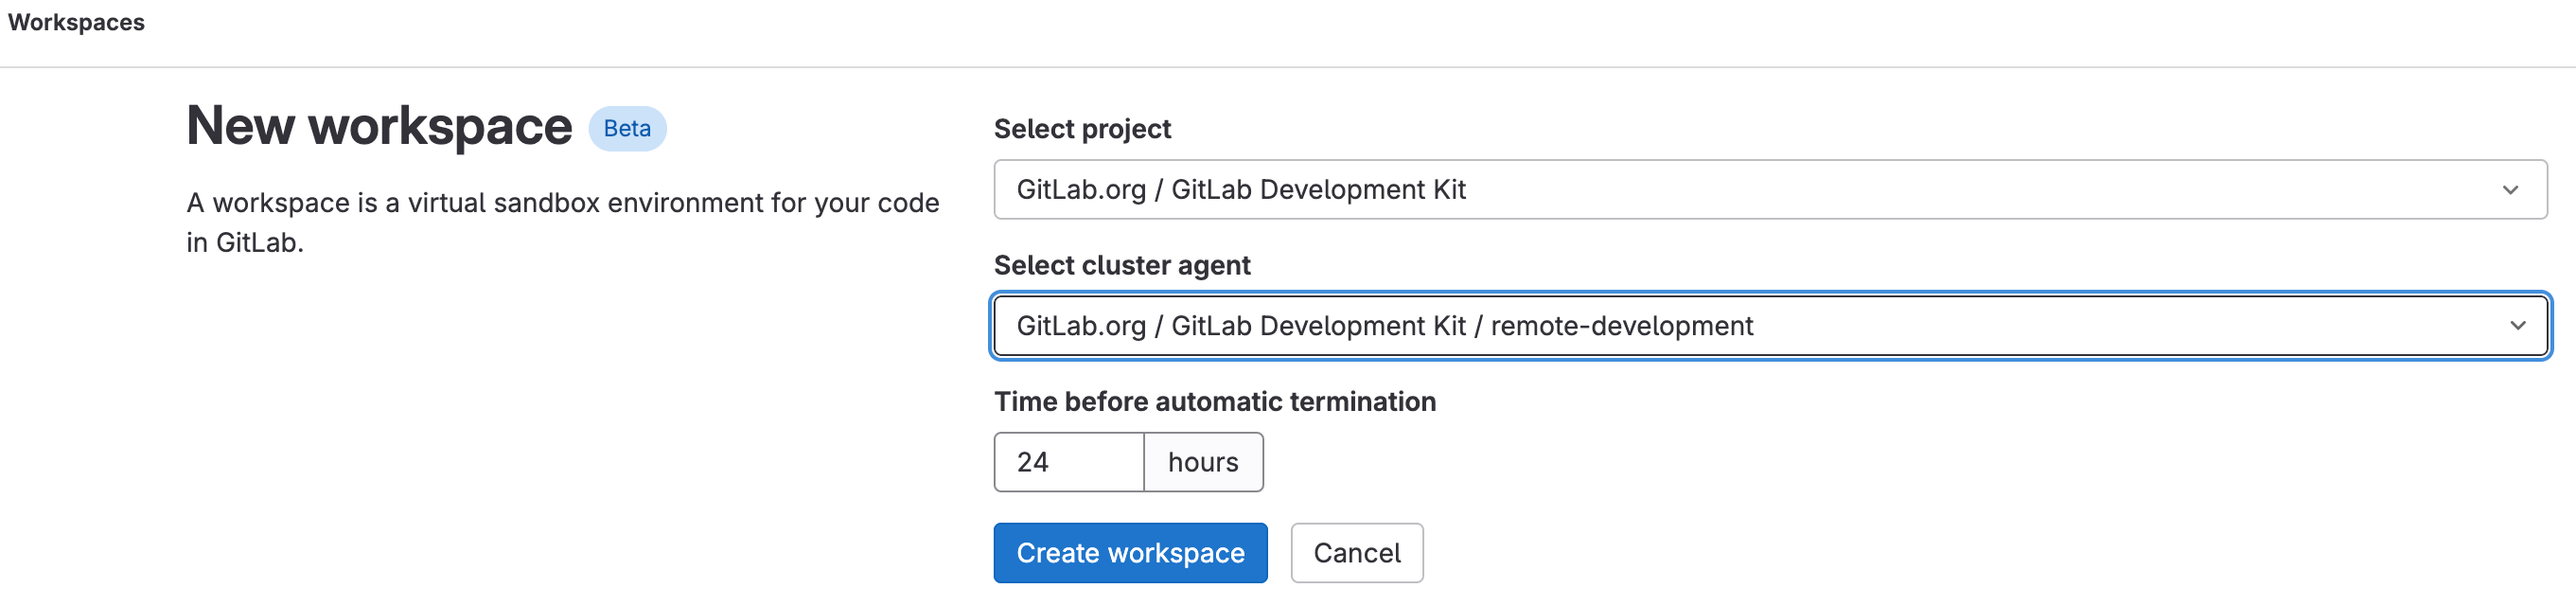 Workspaces
New workspace Beta
A workspace is a virtual sandbox environment for your code
in GitLab.
Select project
GitLab.org / GitLab Development Kit
Select cluster agent
GitLab.org / GitLab Development Kit / remote-development
Time before automatic termination
24 hours
Create workspace Cancel